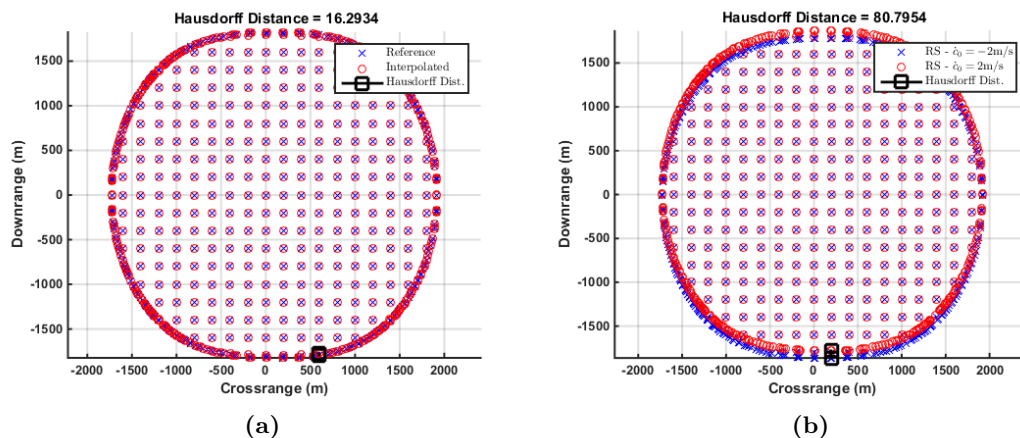 Hausdorff Distance = 16.2934
Reference
Interpolated
Hausdorff Dist.
1500
1000
500
0
-500
-1000
-1500
Downrange (m)
-2000 -1500 -1000 -500 0 500 1000 1500 2000
Crossrange (m)
(a)
Hausdorff Distance = 80.7954
RS - ĉ₀ = −2m/s
RS - ĉ₀ = 2m/s
Hausdorff Dist.
1500
1000
500
0
-500
-1000
-1500
Downrange (m)
-2000 -1500 -1000 -500 0 500 1000 1500 2000
Crossrange (m)
(b)